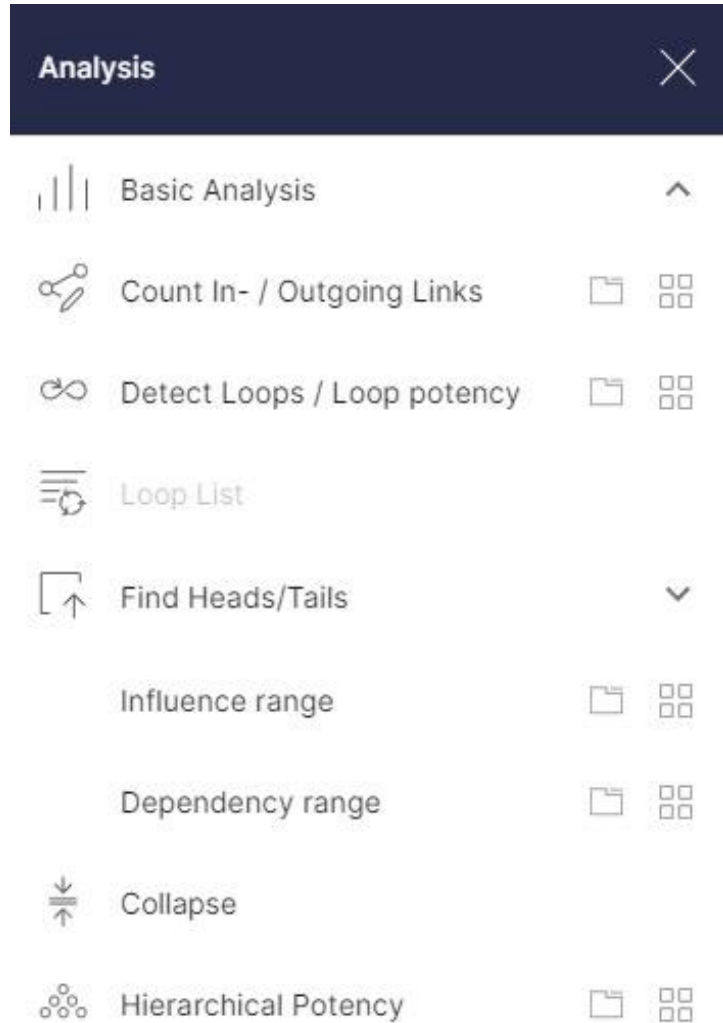 Analysis
Basic Analysis
Count In- / Outgoing Links
Detect Loops / Loop potency
Loop List
Find Heads/Tails
Influence range
Dependency range
Collapse
Hierarchical Potency